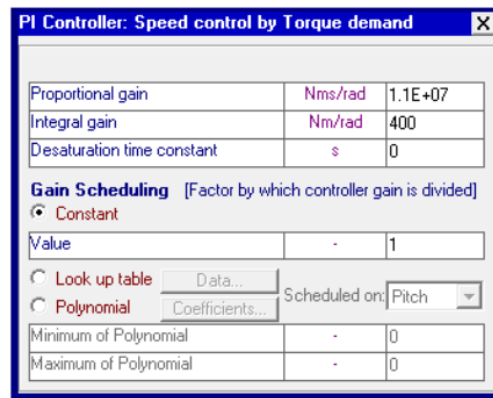 PI Controller: Speed control by Torque demand X
Proportional gain Nms/rad 1.1E+07
Integral gain Nm/rad 400
Desaturation time constant s 0
Gain Scheduling [Factor by which controller gain is divided]
Constant
Value - 1
Look up table Data...
Scheduled on: Pitch
Polynomial Coefficients...
Minimum of Polynomial - 0
Maximum of Polynomial - 0